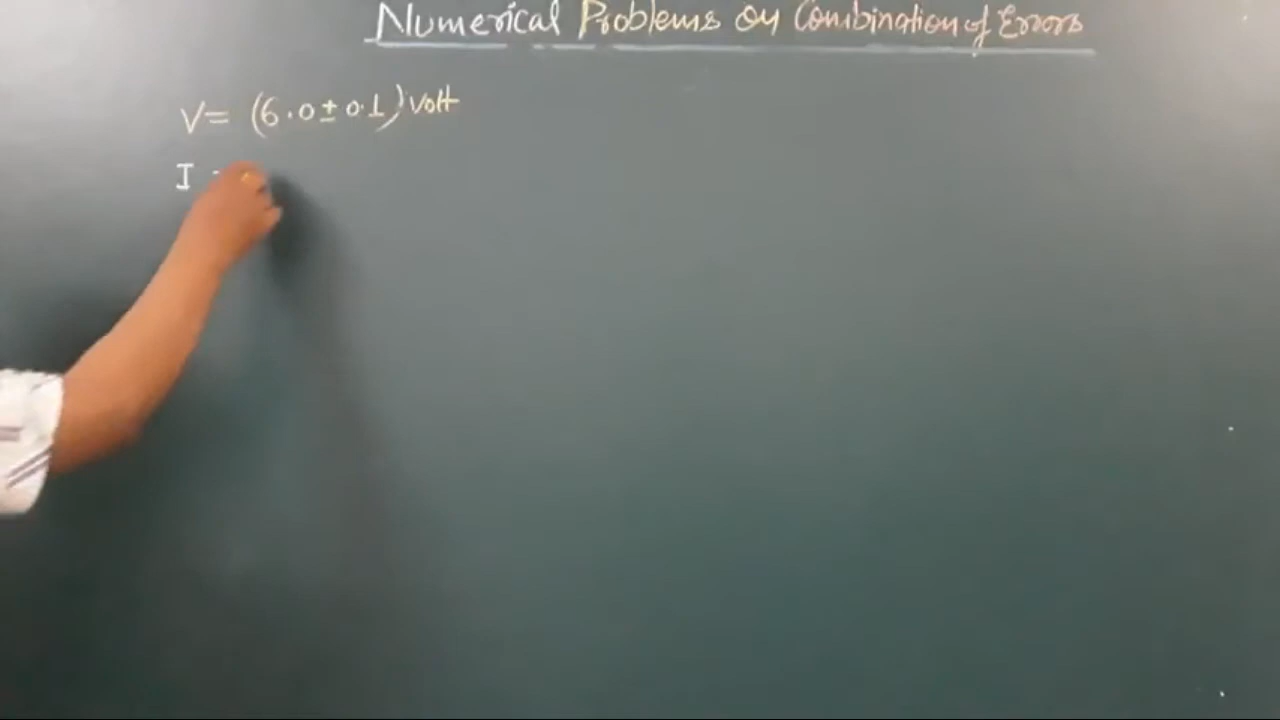 Numerical Problems on Combination of Errors
V= (6.0±0.1) Volt
I =